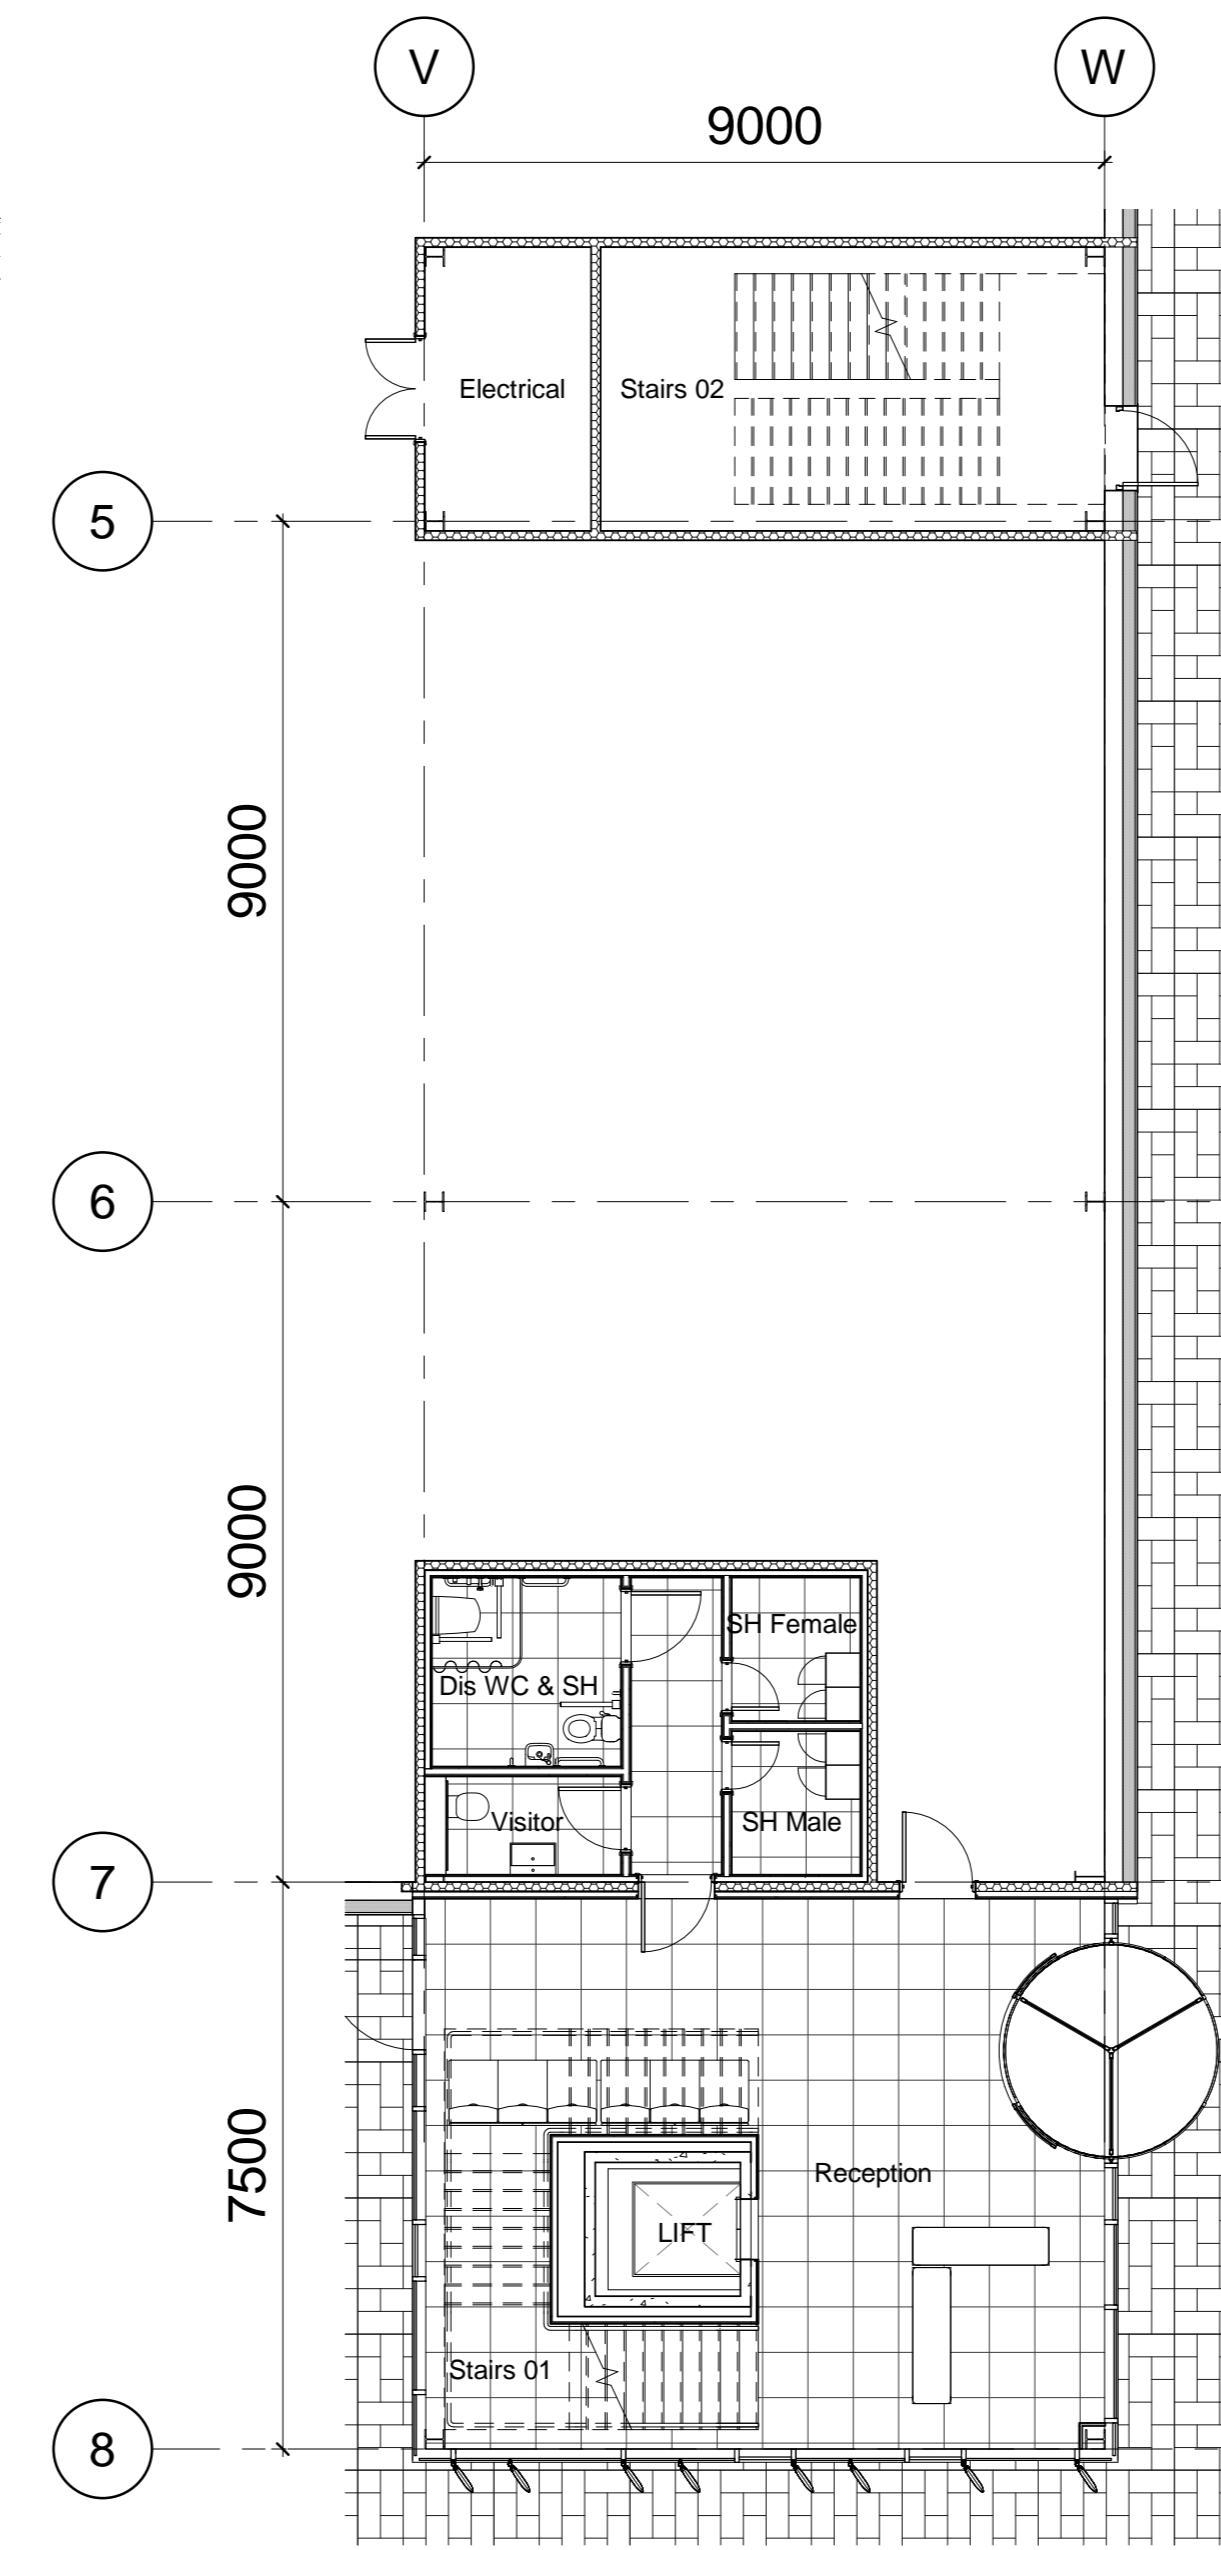 V
W
9000
Electrical
Stairs 02
5
9000
6
9000
SH Female
Dis WC & SH
Visitor
SH Male
7
7500
Reception
LIFT
Stairs 01
8